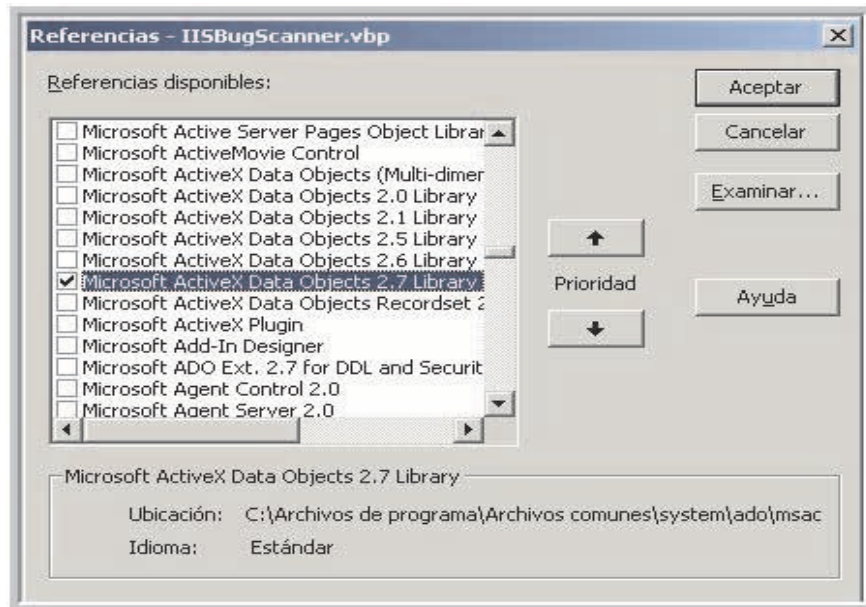 Referencias - IISBugScanner.vbp
Referencias disponibles:
Microsoft Active Server Pages Object Librar
Microsoft ActiveMovie Control
Microsoft ActiveX Data Objects (Multi-dimer
Microsoft ActiveX Data Objects 2.0 Library
Microsoft ActiveX Data Objects 2.1 Library
Microsoft ActiveX Data Objects 2.5 Library
Microsoft ActiveX Data Objects 2.6 Library
Microsoft ActiveX Data Objects 2.7 Library
Microsoft ActiveX Data Objects Recordset 2
Microsoft ActiveX Plugin
Microsoft Add-In Designer
Microsoft ADO Ext. 2.7 for DDL and Securit
Microsoft Agent Control 2.0
Microsoft Agent Server 2.0
Prioridad
Aceptar
Cancelar
Examinar...
Ayuda
Microsoft ActiveX Data Objects 2.7 Library
Ubicación: C:\Archivos de programa\Archivos comunes\system\ado\msac
Idioma: Estándar